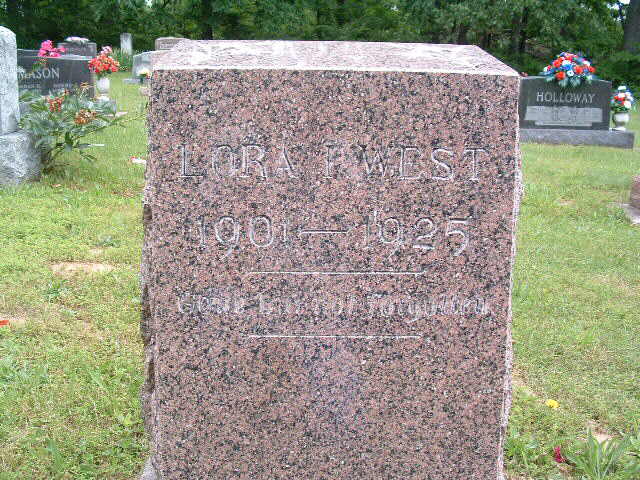 LORA F. WEST
1901 — 1925
Gone but not forgotten
MASON
HOLLOWAY